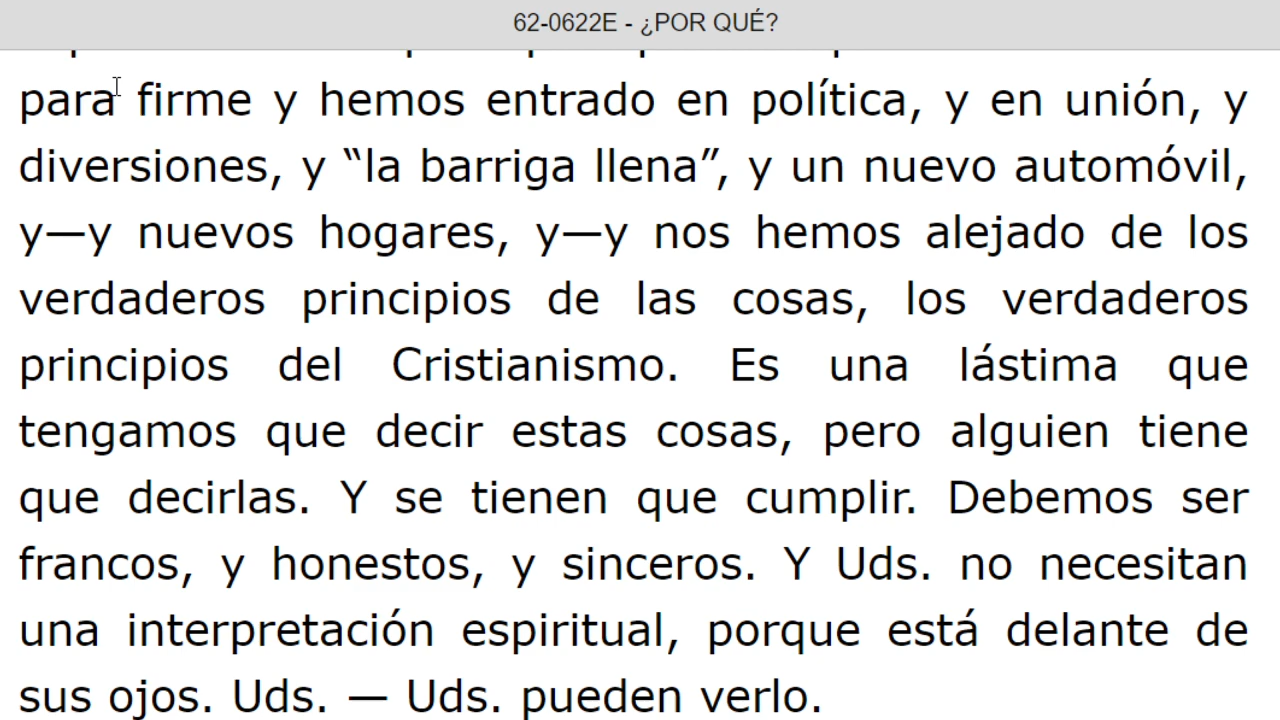 62-0622E - ¿POR QUÉ?
para firme y hemos entrado en política, y en unión, y
diversiones, y “la barriga llena”, y un nuevo automóvil,
y—y nuevos hogares, y—y nos hemos alejado de los
verdaderos principios de las cosas, los verdaderos
principios del Cristianismo. Es una lástima que
tengamos que decir estas cosas, pero alguien tiene
que decirlas. Y se tienen que cumplir. Debemos ser
francos, y honestos, y sinceros. Y Uds. no necesitan
una interpretación espiritual, porque está delante de
sus ojos. Uds. — Uds. pueden verlo.